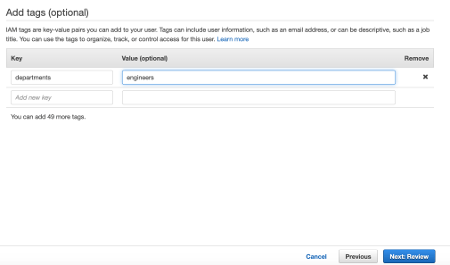 Add tags (optional)
IAM tags are key-value pairs you can add to your user. Tags can include user information, such as an email address, or can be descriptive, such as a job
title. You can use the tags to organize, track, or control access for this user. Learn more
Key Value (optional) Remove
departments engineers ✖
Add new key
You can add 49 more tags.
Cancel Previous Next: Review